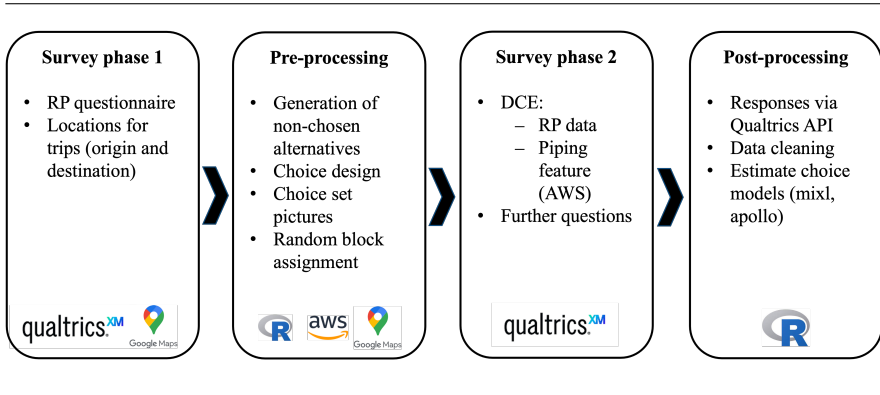 Survey phase 1
• RP questionnaire
• Locations for
trips (origin and
destination)
qualtrics.XM
Google Maps
Pre-processing
• Generation of
non-chosen
alternatives
• Choice design
• Choice set
pictures
• Random block
assignment
R
aws
Google Maps
Survey phase 2
• DCE:
– RP data
– Piping
feature
(AWS)
• Further questions
qualtrics.XM
Post-processing
• Responses via
Qualtrics API
• Data cleaning
• Estimate choice
models (mixl,
apollo)
R